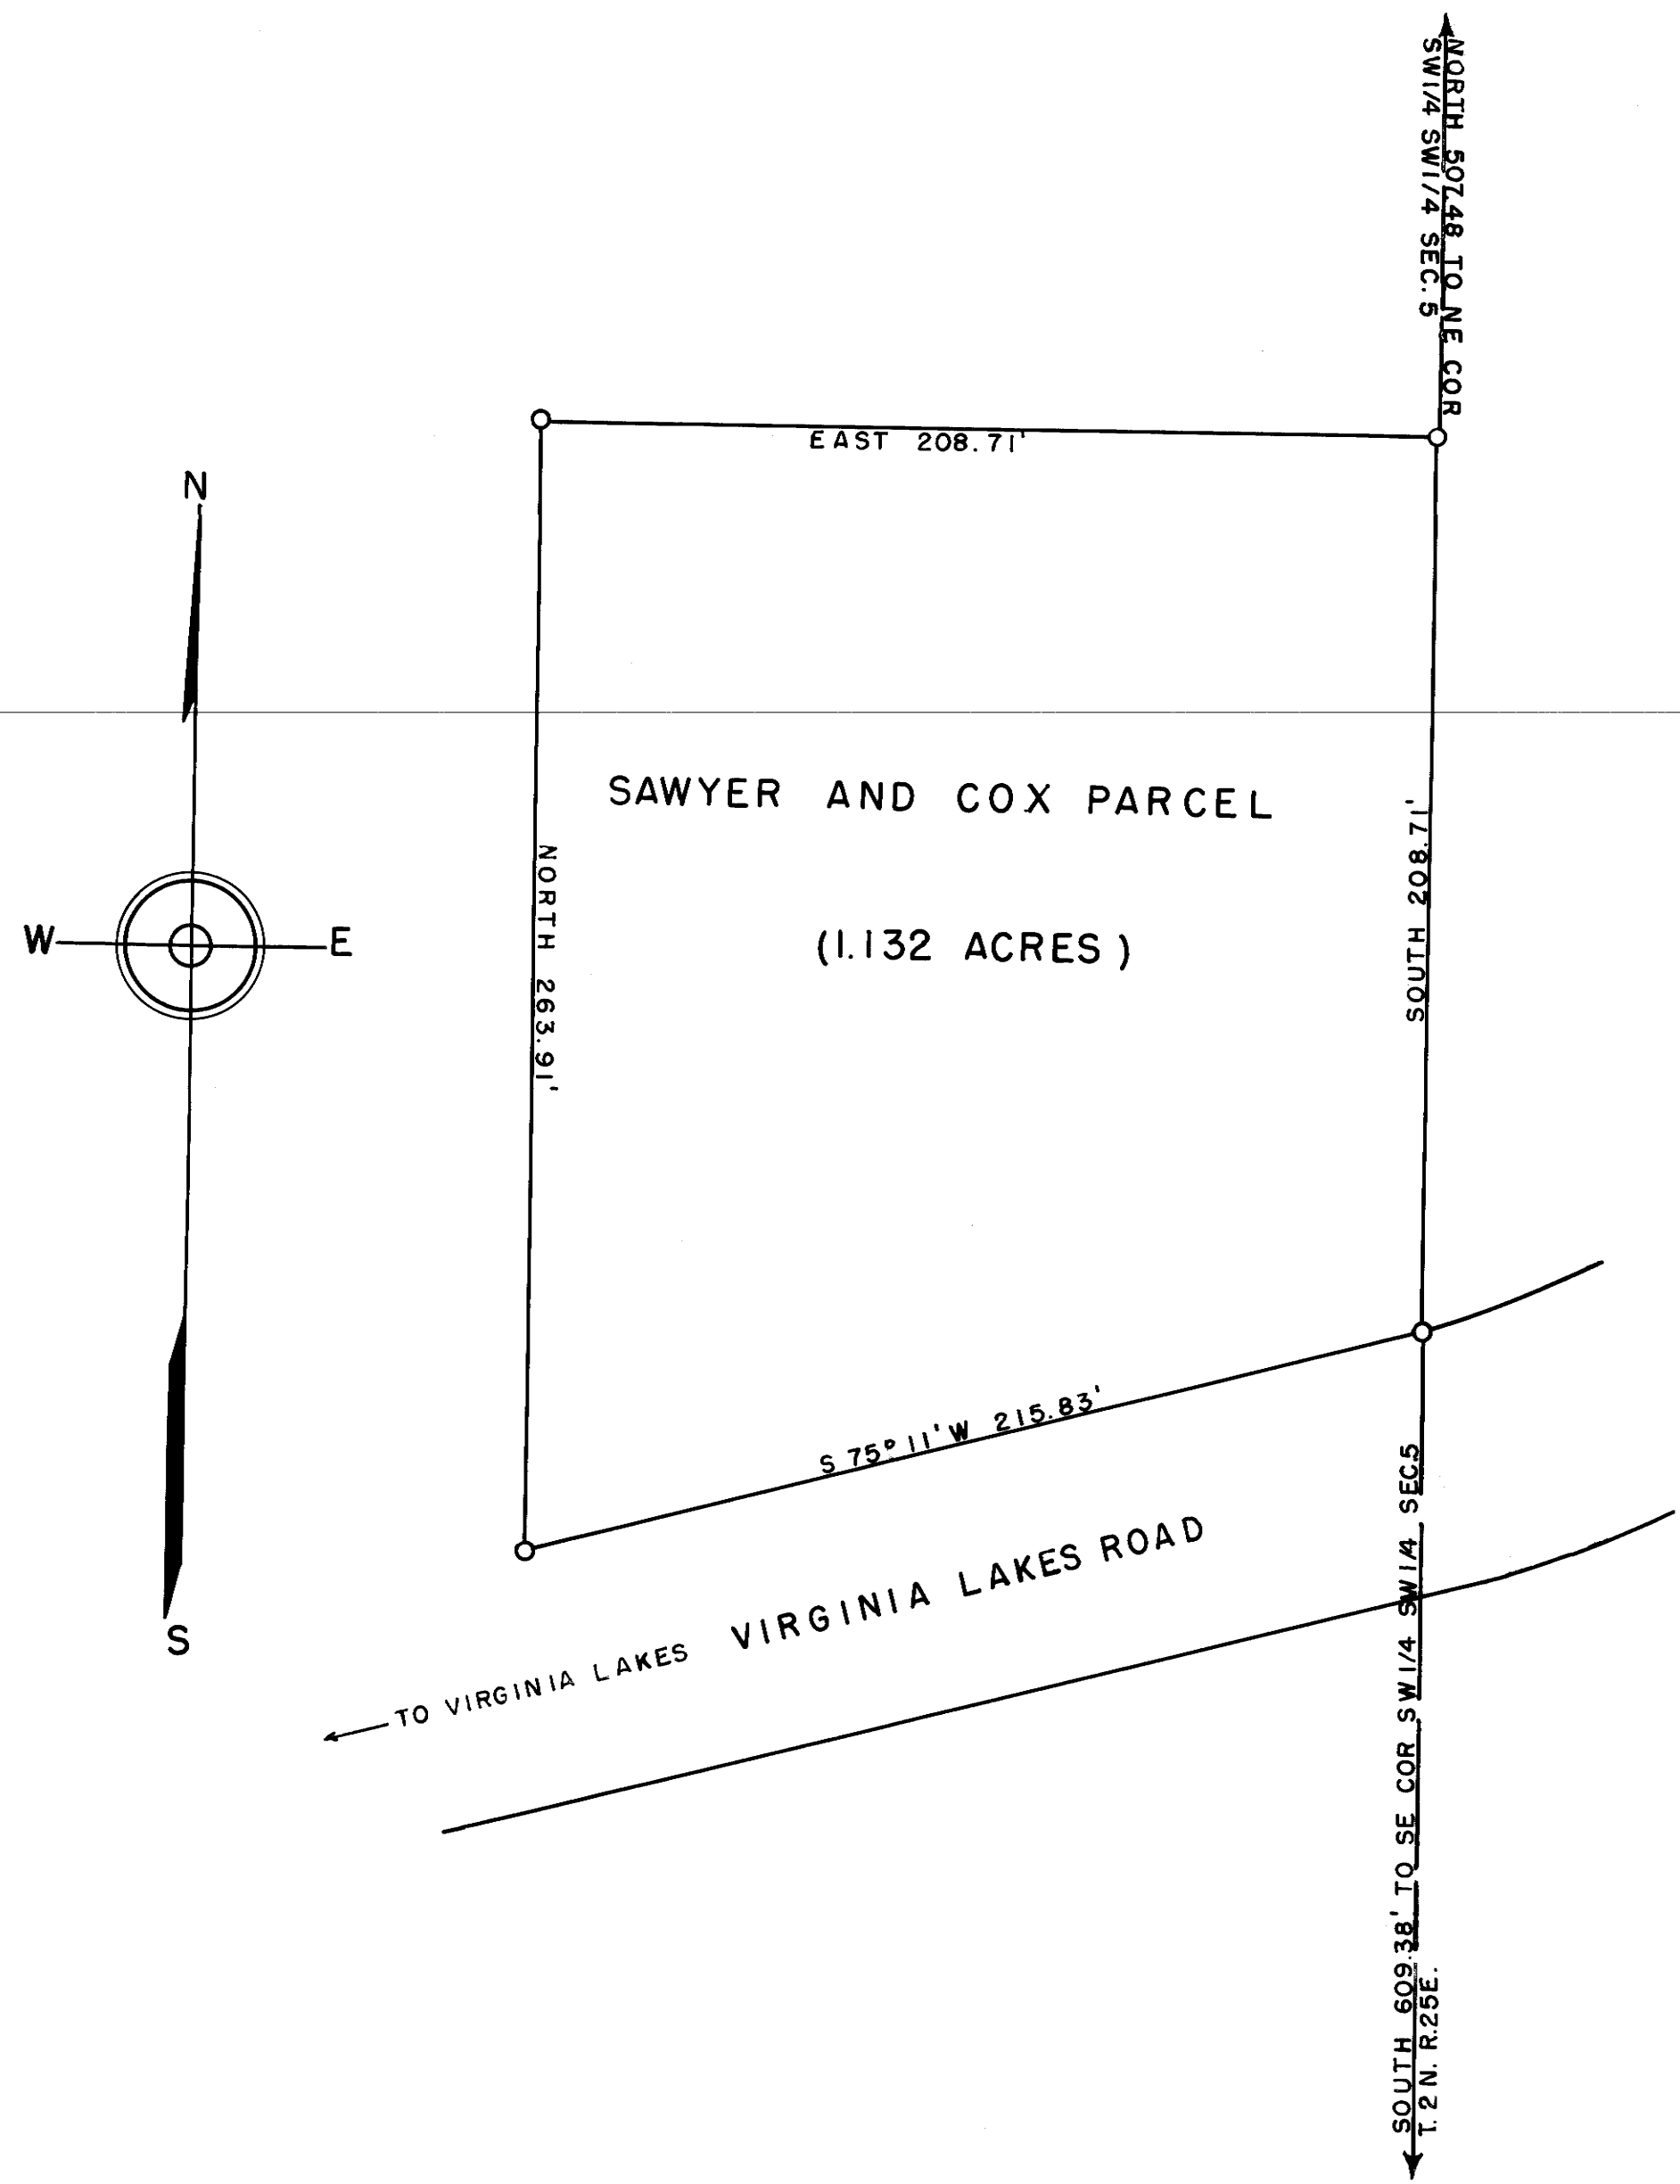 NORTH 507.48 TO NE COR
SW1/4 SW1/4 SEC. 5
EAST 208.71'
N
SAWYER AND COX PARCEL
NORTH 263.91'
SOUTH 208.71'
(1.132 ACRES)
W
E
S 75° 11' W 215.83'
VIRGINIA LAKES ROAD
TO VIRGINIA LAKES
S
SOUTH 609.38' TO SE COR SW1/4 SW1/4 SEC.5
T. 2 N. R.25E.